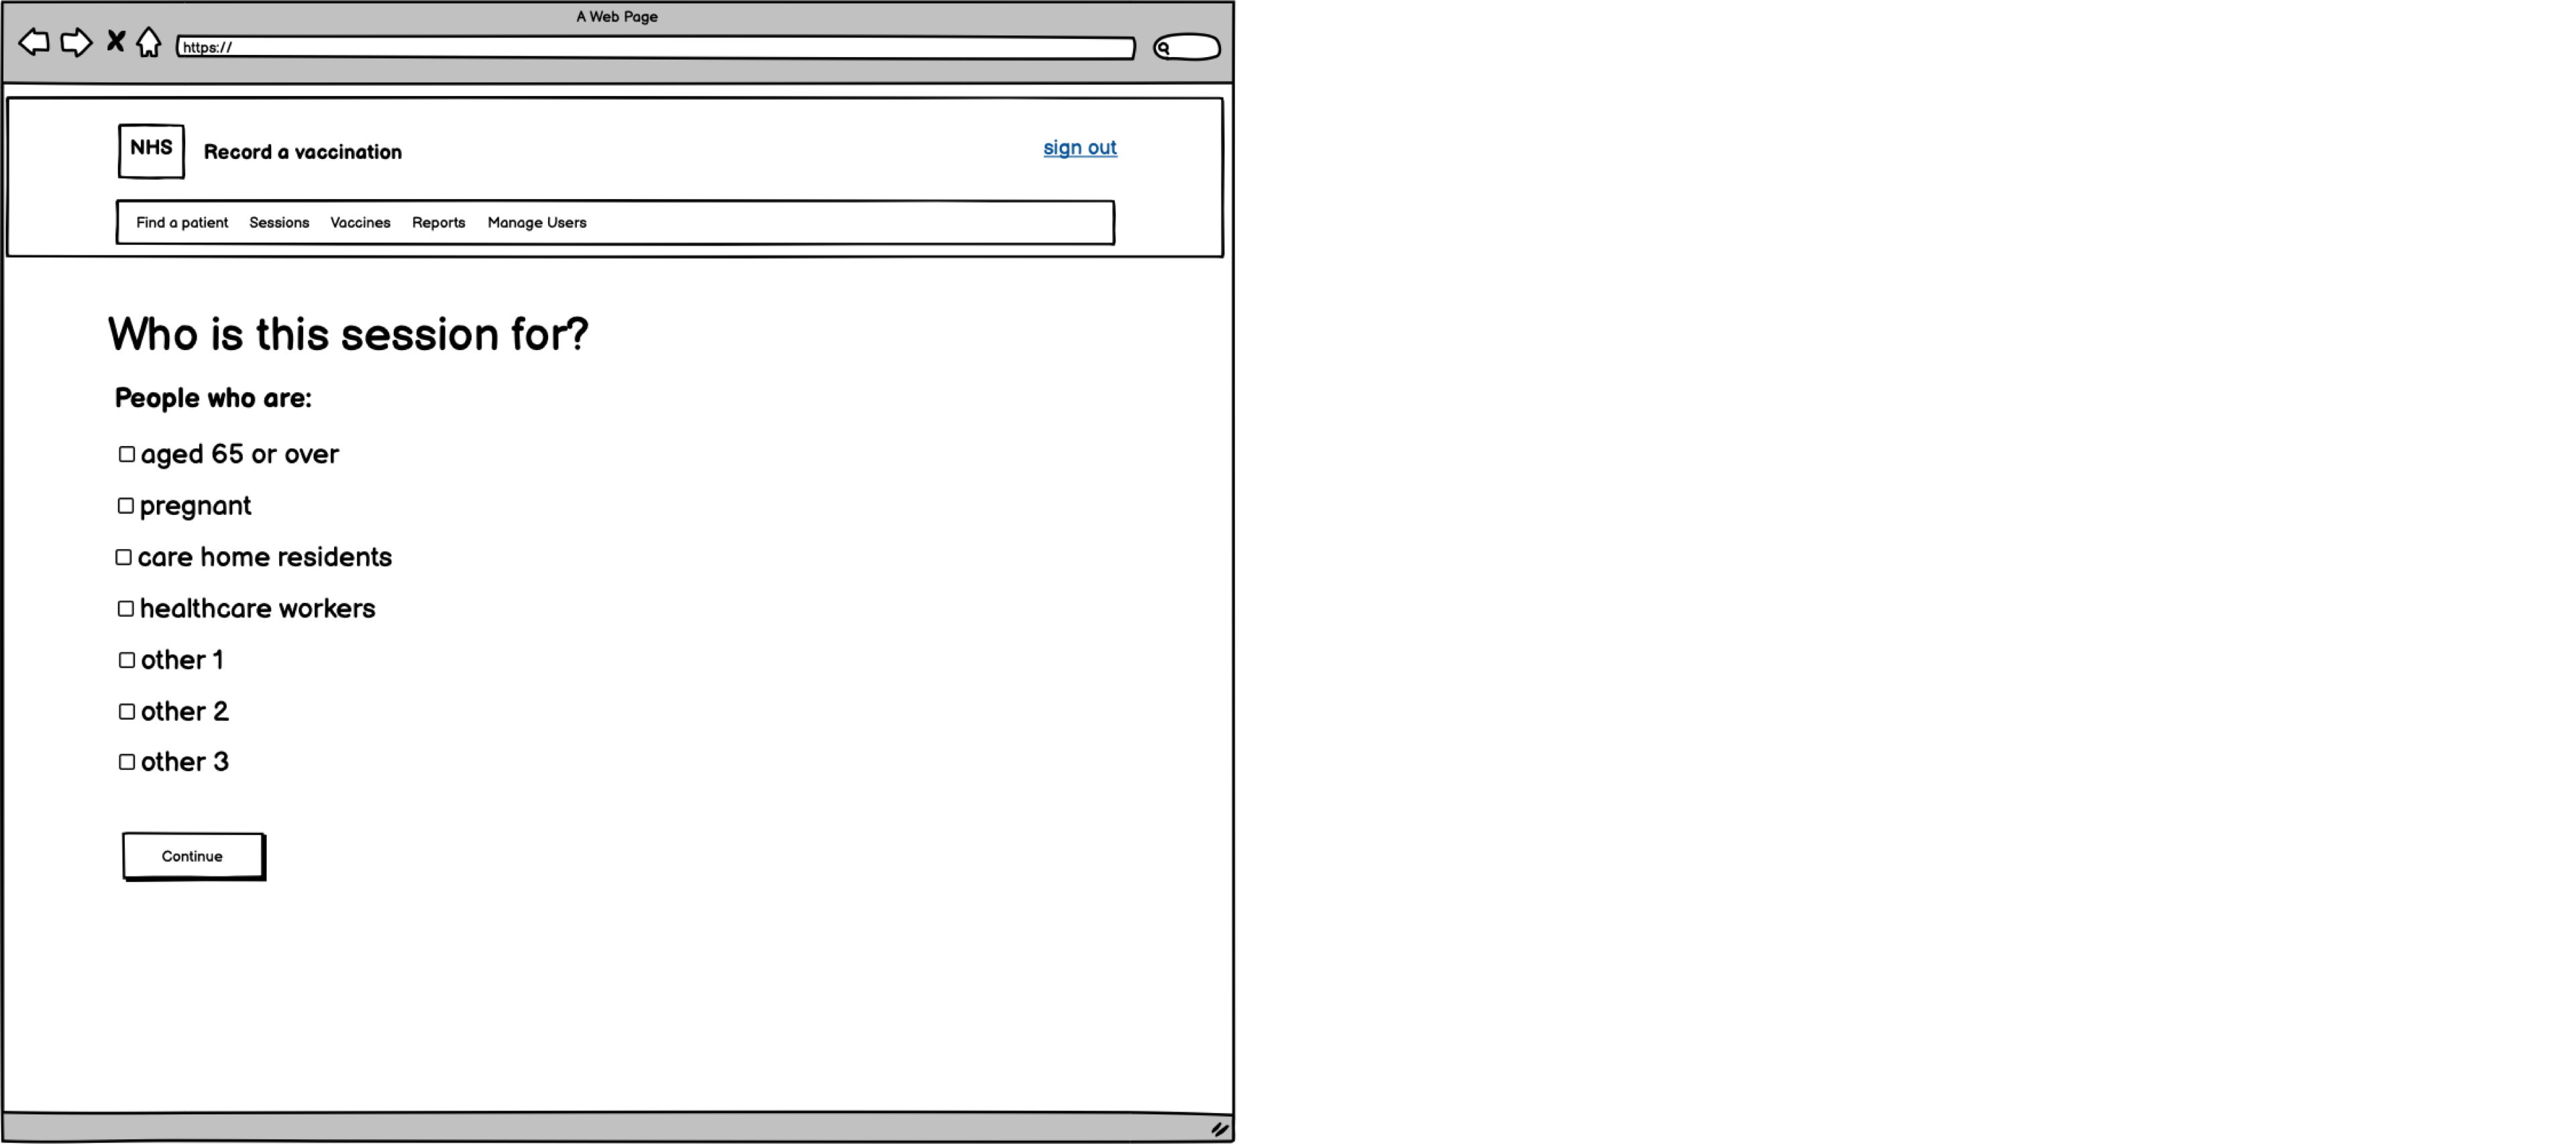 A Web Page
https://
NHS
Record a vaccination
sign out
Find a patient Sessions Vaccines Reports Manage Users
Who is this session for?
People who are:
aged 65 or over
pregnant
care home residents
healthcare workers
other 1
other 2
other 3
Continue